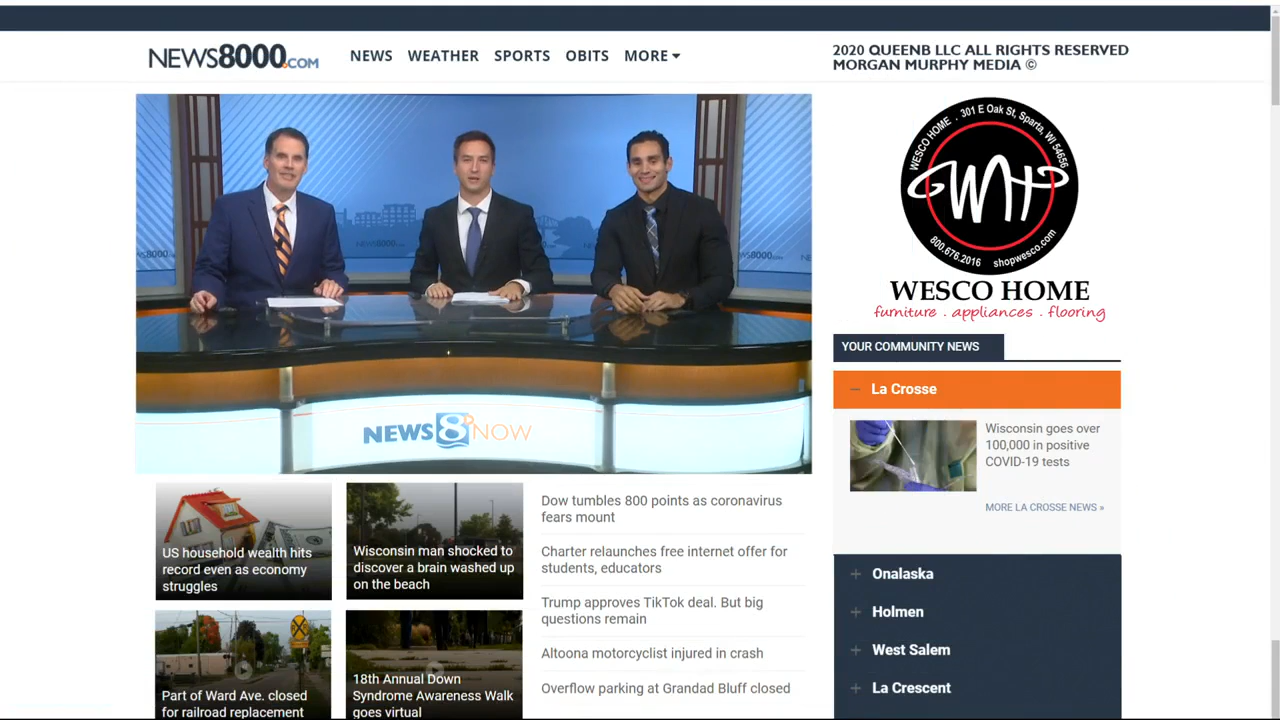 NEWS8000.COM
NEWS
WEATHER
SPORTS
OBITS
MORE
2020 QUEENB LLC ALL RIGHTS RESERVED
MORGAN MURPHY MEDIA ©
NEWS8000.
NEWS 8 NOW
WESCO HOME . 301 E Oak St, Sparta, WI 54656
800.676.2016 shopwesco.com
WESCO HOME
furniture . appliances . flooring
YOUR COMMUNITY NEWS
La Crosse
Wisconsin goes over
100,000 in positive
COVID-19 tests
MORE LA CROSSE NEWS »
US household wealth hits
record even as economy
struggles
Wisconsin man shocked to
discover a brain washed up
on the beach
Dow tumbles 800 points as coronavirus
fears mount
Charter relaunches free internet offer for
students, educators
Trump approves TikTok deal. But big
questions remain
Altoona motorcyclist injured in crash
Overflow parking at Grandad Bluff closed
Part of Ward Ave. closed
for railroad replacement
18th Annual Down
Syndrome Awareness Walk
goes virtual
Onalaska
Holmen
West Salem
La Crescent